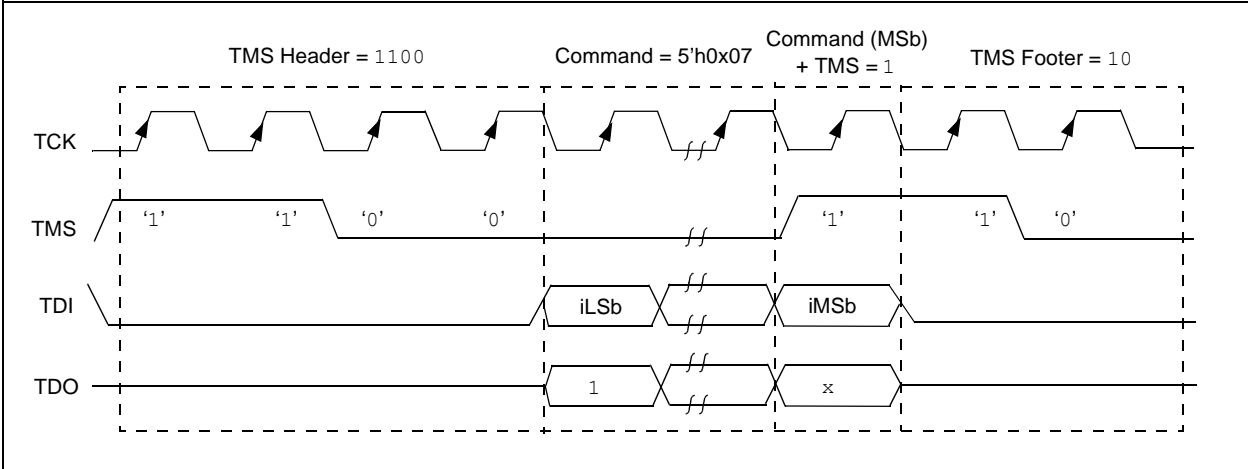 TMS Header = 1100
Command = 5'h0x07
Command (MSb)
+ TMS = 1
TMS Footer = 10
TCK
TMS
‘1’ ‘1’ ‘0’ ‘0’ ‘1’ ‘1’ ‘0’
TDI
iLSb
iMSb
TDO
1
x